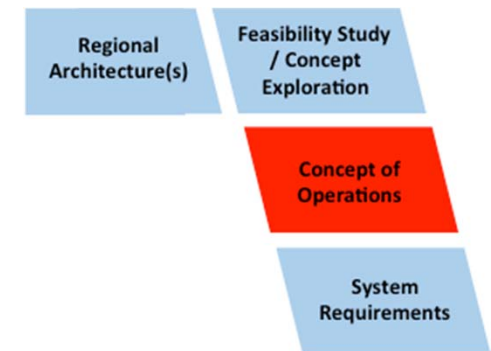 Regional
Architecture(s)
Feasibility Study
/ Concept
Exploration
Concept of
Operations
System
Requirements